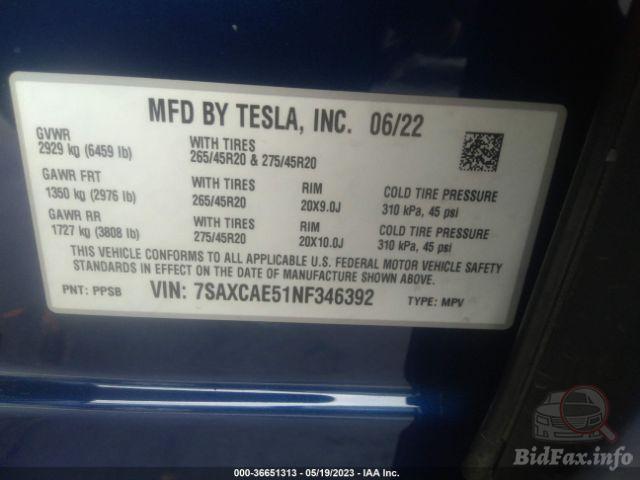 MFD BY TESLA, INC. 06/22
GVWR
2929 kg (6459 lb)
WITH TIRES
265/45R20 & 275/45R20
GAWR FRT
1350 kg (2976 lb)
WITH TIRES
265/45R20
RIM
20X9.0J
COLD TIRE PRESSURE
310 kPa, 45 psi
GAWR RR
1727 kg (3808 lb)
WITH TIRES
275/45R20
RIM
20X10.0J
COLD TIRE PRESSURE
310 kPa, 45 psi
THIS VEHICLE CONFORMS TO ALL APPLICABLE U.S. FEDERAL MOTOR VEHICLE SAFETY
STANDARDS IN EFFECT ON THE DATE OF MANUFACTURE SHOWN ABOVE.
PNT: PPSB VIN: 7SAXCAE51NF346392 TYPE: MPV
000-36651313 - 05/19/2023 - IAA Inc.
BidFax.info